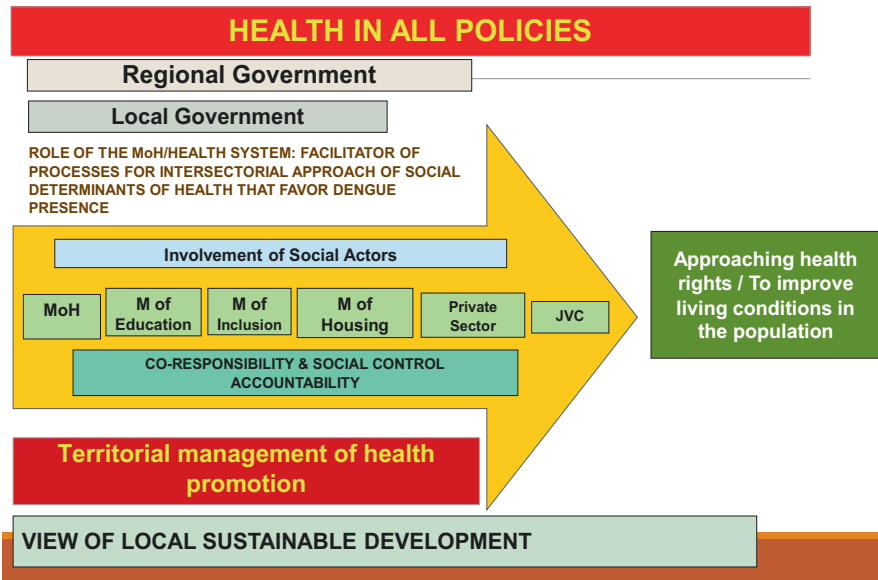 HEALTH IN ALL POLICIES
Regional Government
Local Government
ROLE OF THE MoH/HEALTH SYSTEM: FACILITATOR OF
PROCESSES FOR INTERSECTORIAL APPROACH OF SOCIAL
DETERMINANTS OF HEALTH THAT FAVOR DENGUE
PRESENCE
Involvement of Social Actors
MoH
M of
Education
M of
Inclusion
M of
Housing
Private
Sector
JVC
CO-RESPONSIBILITY & SOCIAL CONTROL
ACCOUNTABILITY
Approaching health
rights / To improve
living conditions in
the population
Territorial management of health
promotion
VIEW OF LOCAL SUSTAINABLE DEVELOPMENT